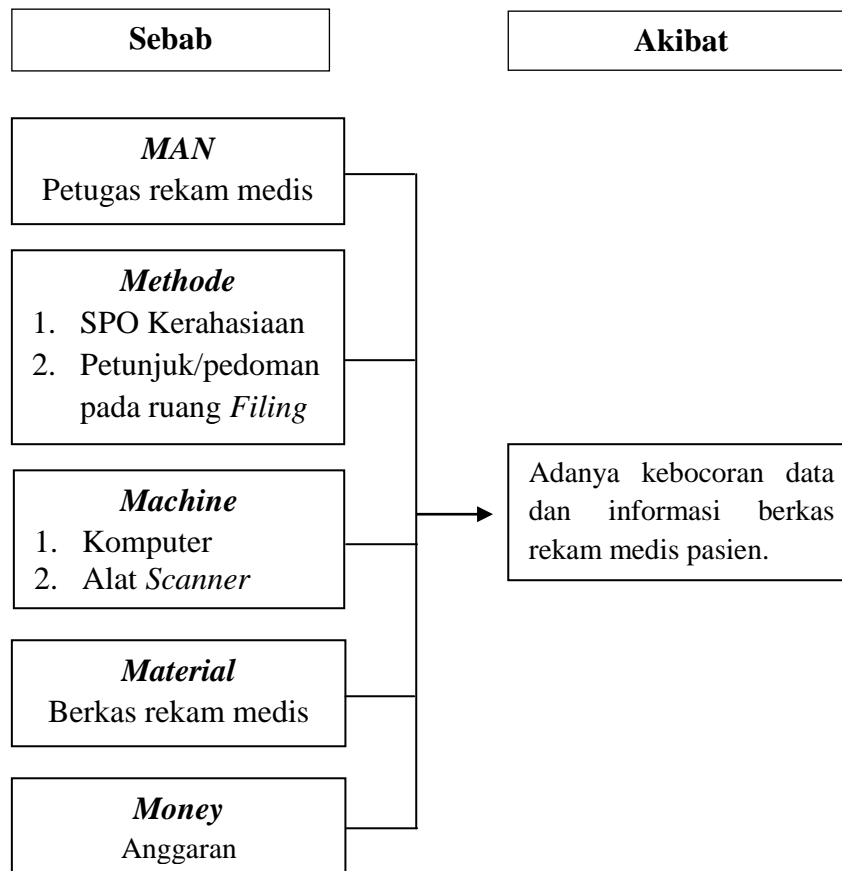 Sebab
Akibat
MAN
Petugas rekam medis
Methode
1. SPO Kerahasiaan
2. Petunjuk/pedoman
pada ruang Filing
Machine
1. Komputer
2. Alat Scanner
Material
Berkas rekam medis
Money
Anggaran
Adanya kebocoran data
dan informasi berkas
rekam medis pasien.